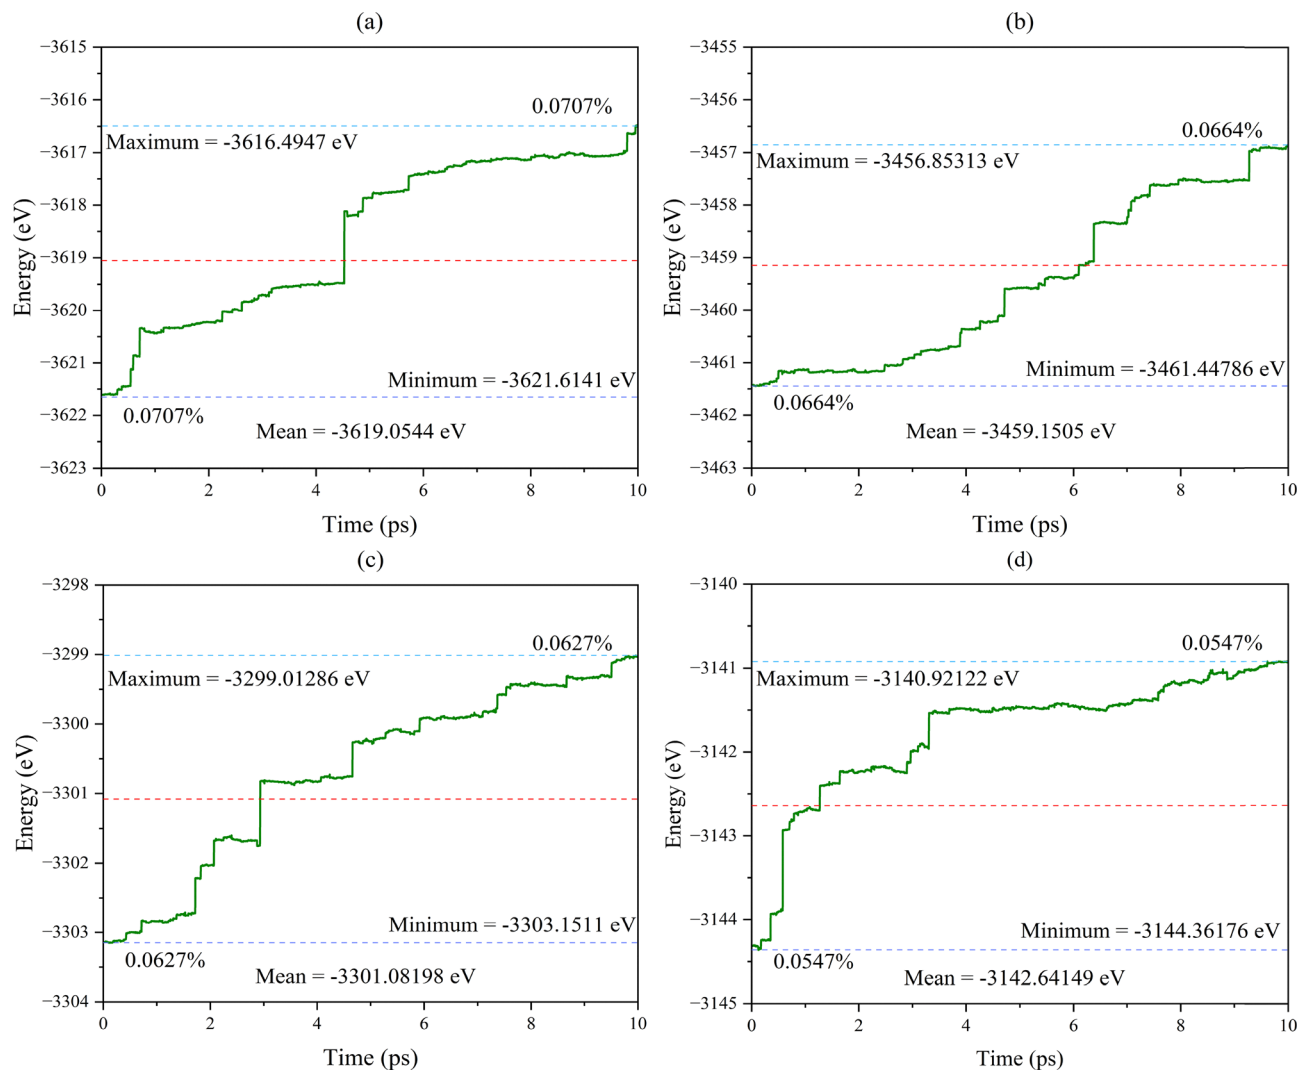 (a)
−3615
−3616
−3617
−3618
−3619
−3620
−3621
−3622
−3623
Energy (eV)
0.0707%
Maximum = -3616.4947 eV
Minimum = -3621.6141 eV
0.0707%
Mean = -3619.0544 eV
0 2 4 6 8 10
Time (ps)
(b)
−3455
−3456
−3457
−3458
−3459
−3460
−3461
−3462
−3463
Energy (eV)
0.0664%
Maximum = -3456.85313 eV
Minimum = -3461.44786 eV
0.0664%
Mean = -3459.1505 eV
0 2 4 6 8 10
Time (ps)
(c)
−3298
−3299
−3300
−3301
−3302
−3303
−3304
Energy (eV)
0.0627%
Maximum = -3299.01286 eV
Minimum = -3303.1511 eV
0.0627%
Mean = -3301.08198 eV
0 2 4 6 8 10
Time (ps)
(d)
−3140
−3141
−3142
−3143
−3144
−3145
Energy (eV)
0.0547%
Maximum = -3140.92122 eV
Minimum = -3144.36176 eV
0.0547%
Mean = -3142.64149 eV
0 2 4 6 8 10
Time (ps)